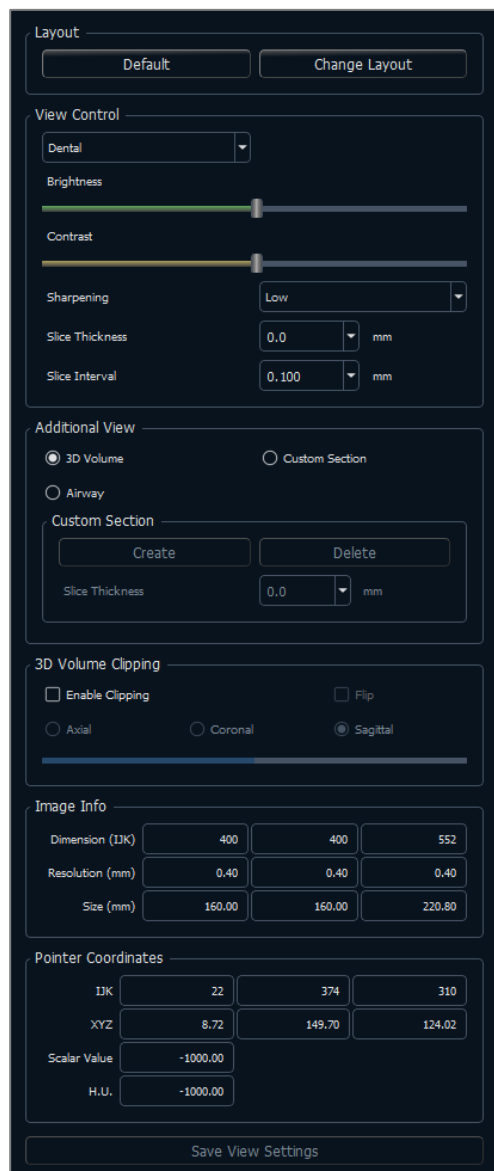 Layout
Default Change Layout
View Control
Dental
Brightness
Contrast
Sharpening Low
Slice Thickness 0.0 mm
Slice Interval 0.100 mm
Additional View
3D Volume Custom Section
Airway
Custom Section
Create Delete
Slice Thickness 0.0 mm
3D Volume Clipping
Enable Clipping Flip
Axial Coronal Sagittal
Image Info
Dimension (IJK) 400 400 552
Resolution (mm) 0.40 0.40 0.40
Size (mm) 160.00 160.00 220.80
Pointer Coordinates
IJK 22 374 310
XYZ 8.72 149.70 124.02
Scalar Value -1000.00
H.U. -1000.00
Save View Settings